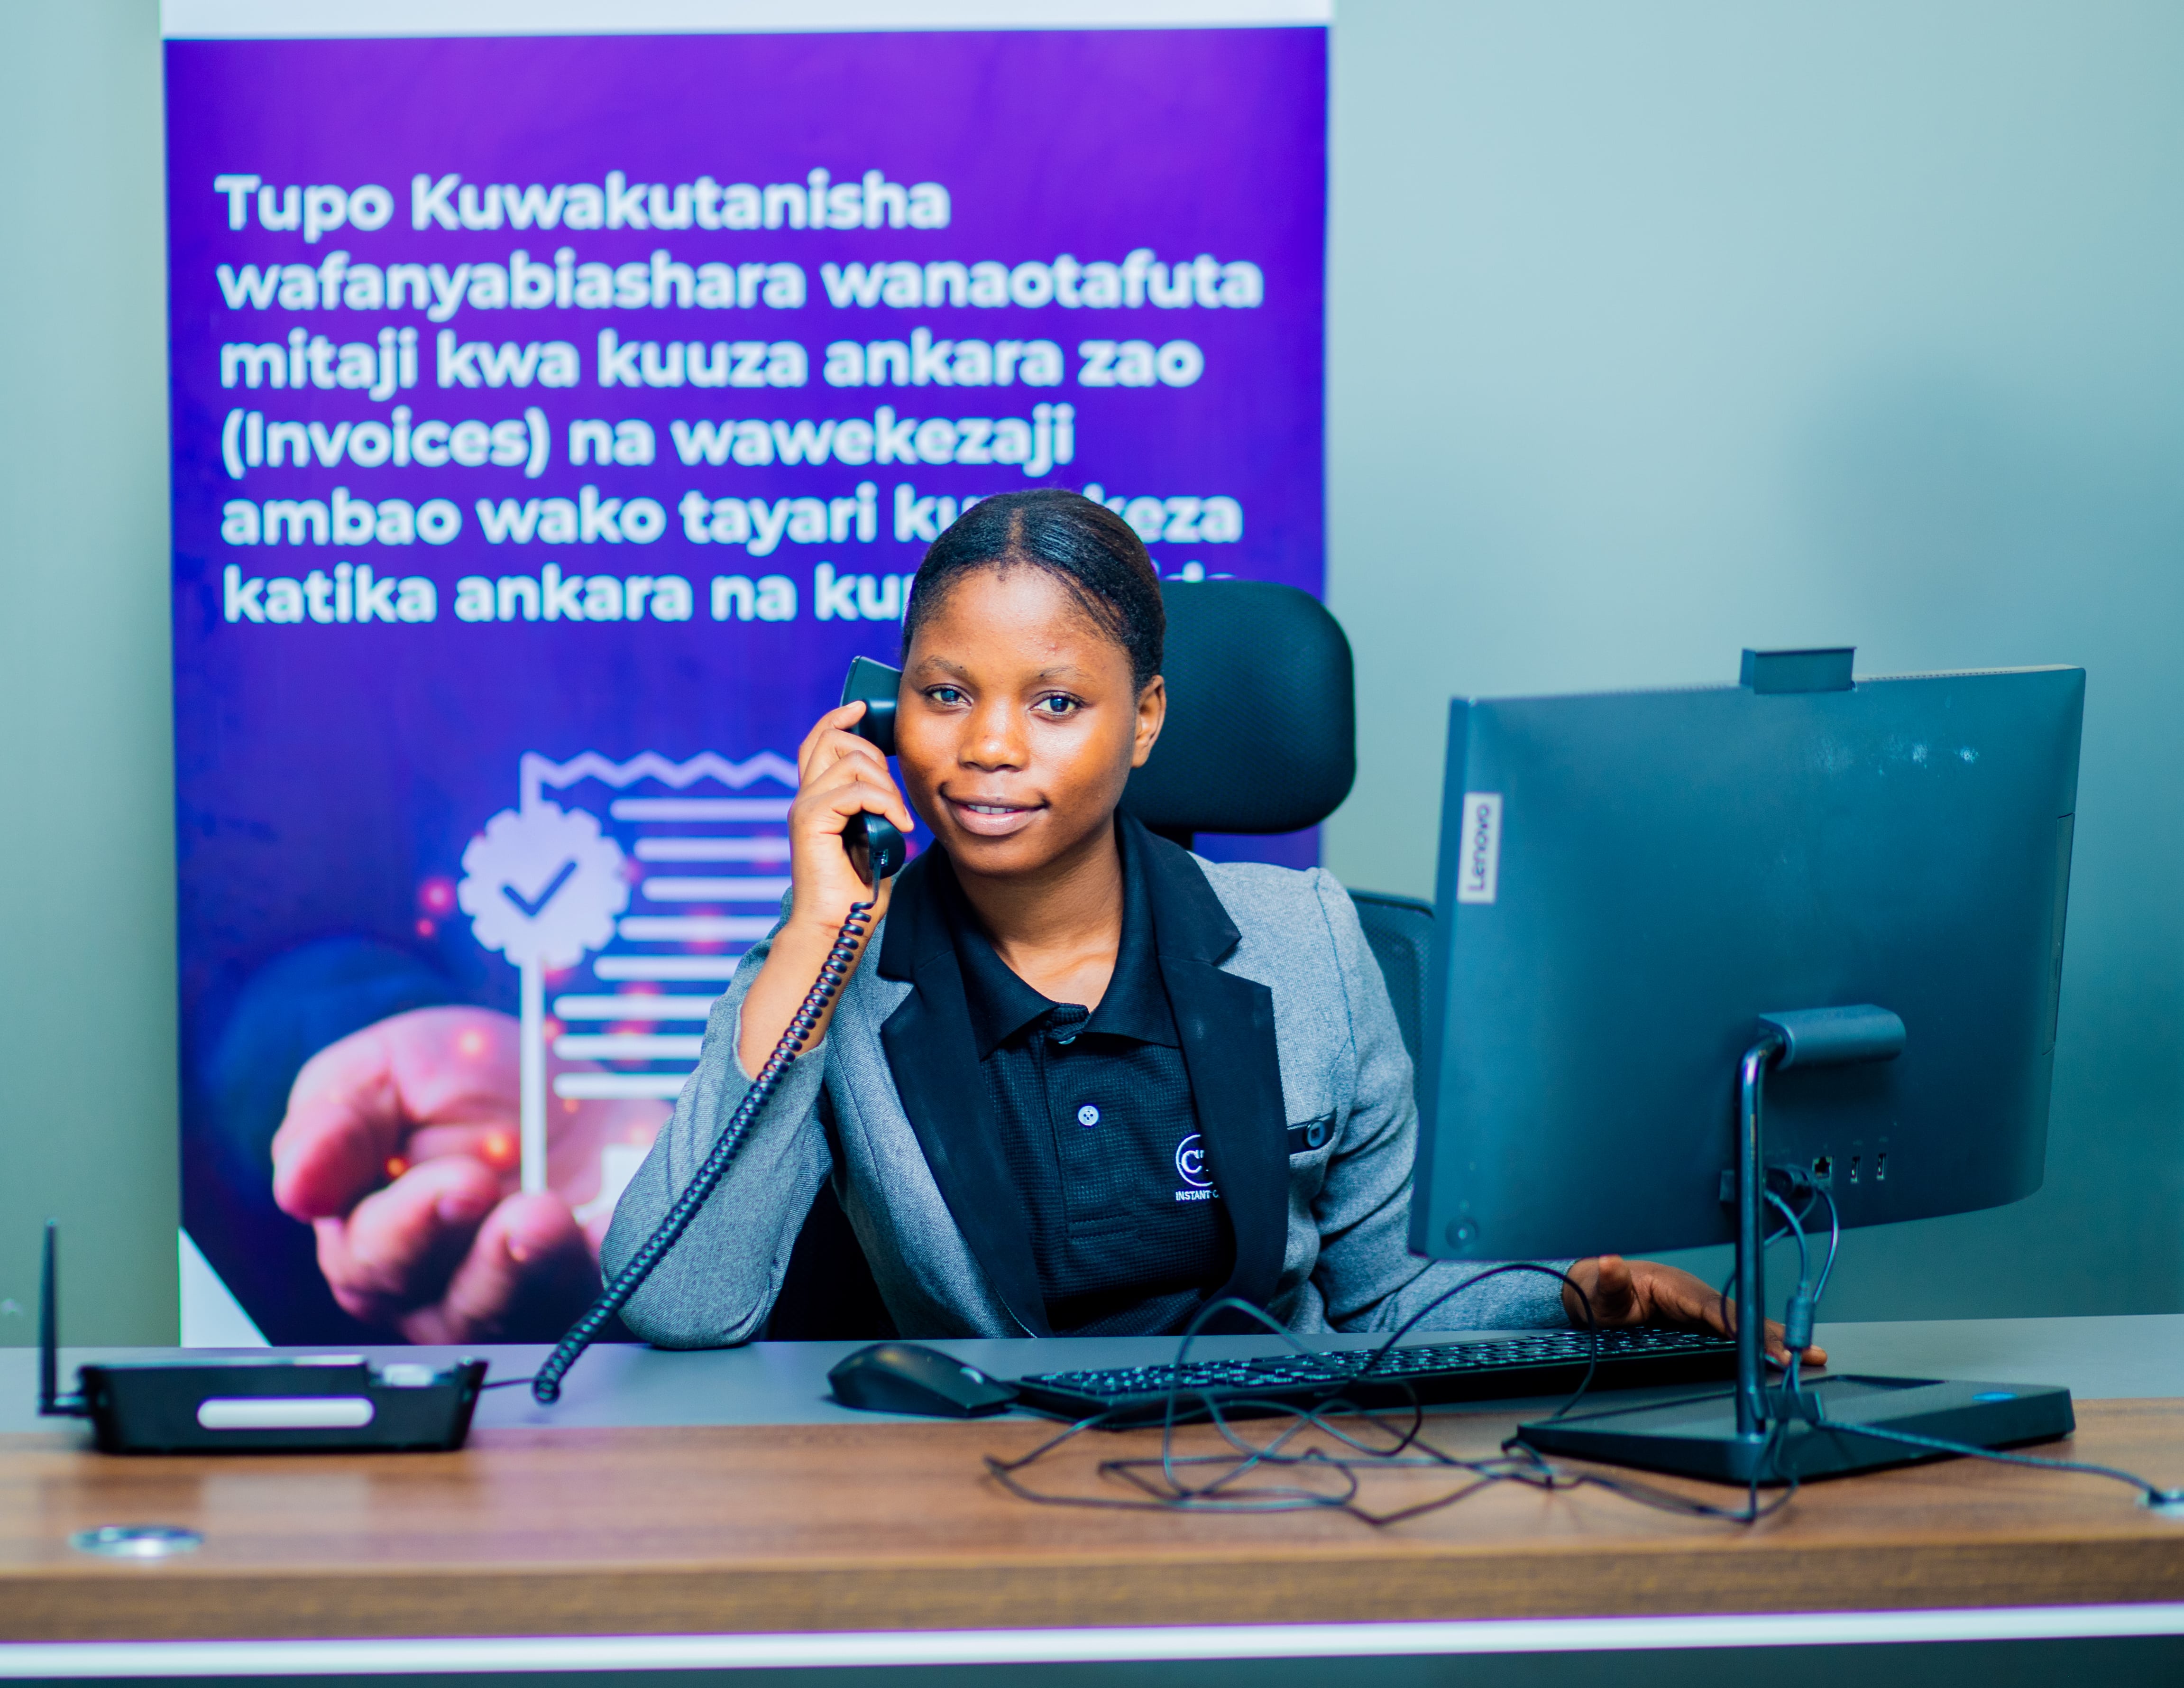 Tupo Kuwakutanisha
wafanyabiashara wanaotafuta
mitaji kwa kuuza ankara zao
(Invoices) na wawekezaji
ambao wako tayari
katika ankara na
Lenovo
INSTANT